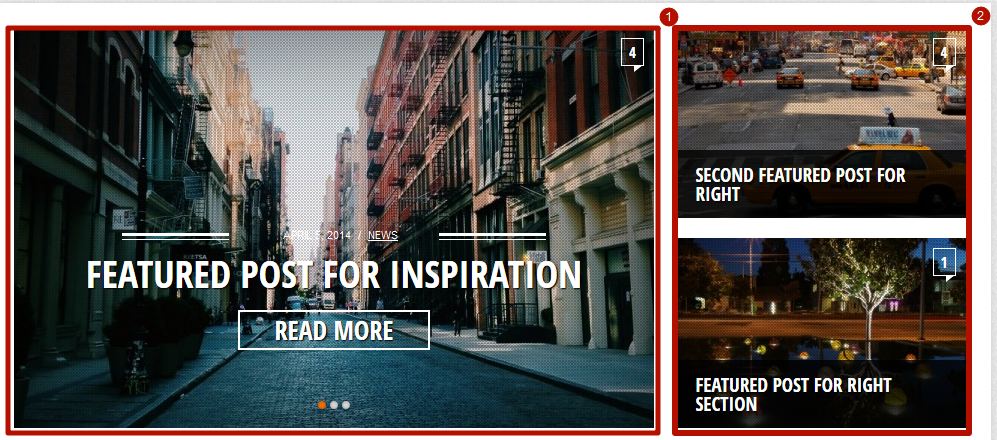 1
2
4
APRIL 5, 2014 / NEWS
FEATURED POST FOR INSPIRATION
READ MORE
4
SECOND FEATURED POST FOR
RIGHT
1
FEATURED POST FOR RIGHT
SECTION